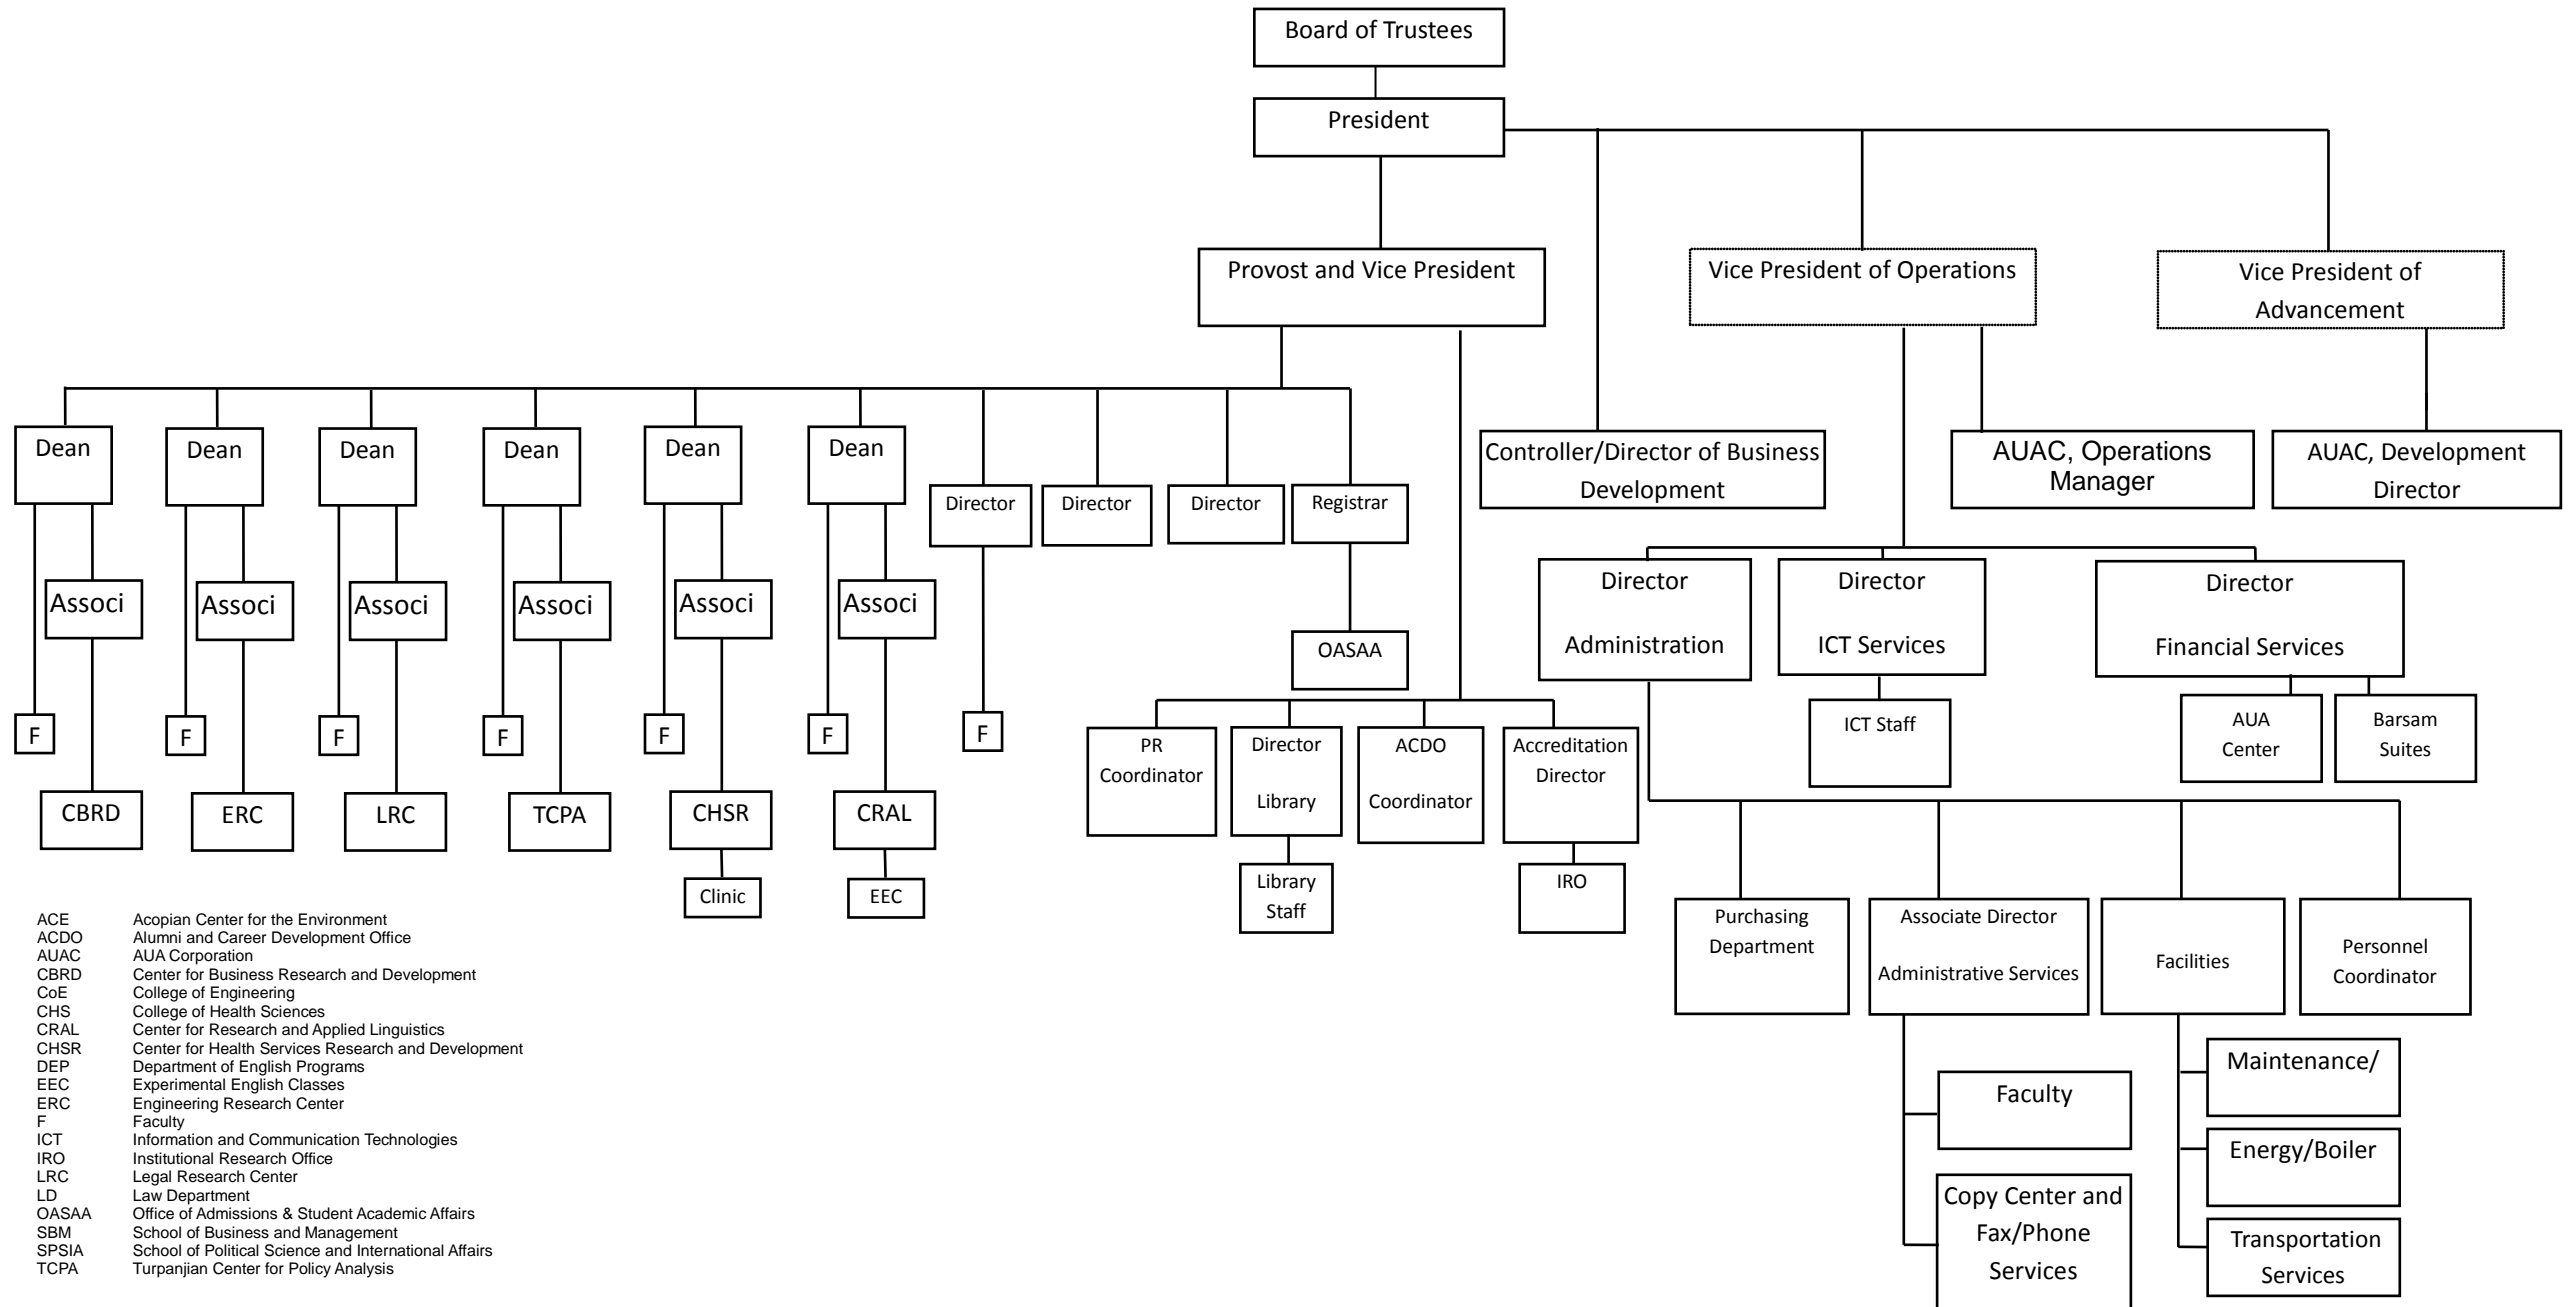 Board of Trustees
President
Provost and Vice President
Vice President of Operations
Vice President of
Advancement
Dean
Dean
Dean
Dean
Dean
Dean
Director
Director
Director
Registrar
Controller/Director of Business
Development
AUAC, Operations
Manager
AUAC, Development
Director
Associ
Associ
Associ
Associ
Associ
Associ
OASAA
Director
Administration
Director
ICT Services
Director
Financial Services
F
F
F
F
F
F
F
PR
Coordinator
Director
Library
ACDO
Coordinator
Accreditation
Director
ICT Staff
AUA
Center
Barsam
Suites
CBRD
ERC
LRC
TCPA
CHSR
CRAL
Clinic
EEC
Library
Staff
IRO
Purchasing
Department
Associate Director
Administrative Services
Facilities
Personnel
Coordinator
Faculty
Copy Center and
Fax/Phone
Services
Maintenance/
Energy/Boiler
Transportation
Services
ACE Acopian Center for the Environment
ACDO Alumni and Career Development Office
AUAC AUA Corporation
CBRD Center for Business Research and Development
CoE College of Engineering
CHS College of Health Sciences
CRAL Center for Research and Applied Linguistics
CHSR Center for Health Services Research and Development
DEP Department of English Programs
EEC Experimental English Classes
ERC Engineering Research Center
F Faculty
ICT Information and Communication Technologies
IRO Institutional Research Office
LRC Legal Research Center
LD Law Department
OASAA Office of Admissions & Student Academic Affairs
SBM School of Business and Management
SPSIA School of Political Science and International Affairs
TCPA Turpanjian Center for Policy Analysis